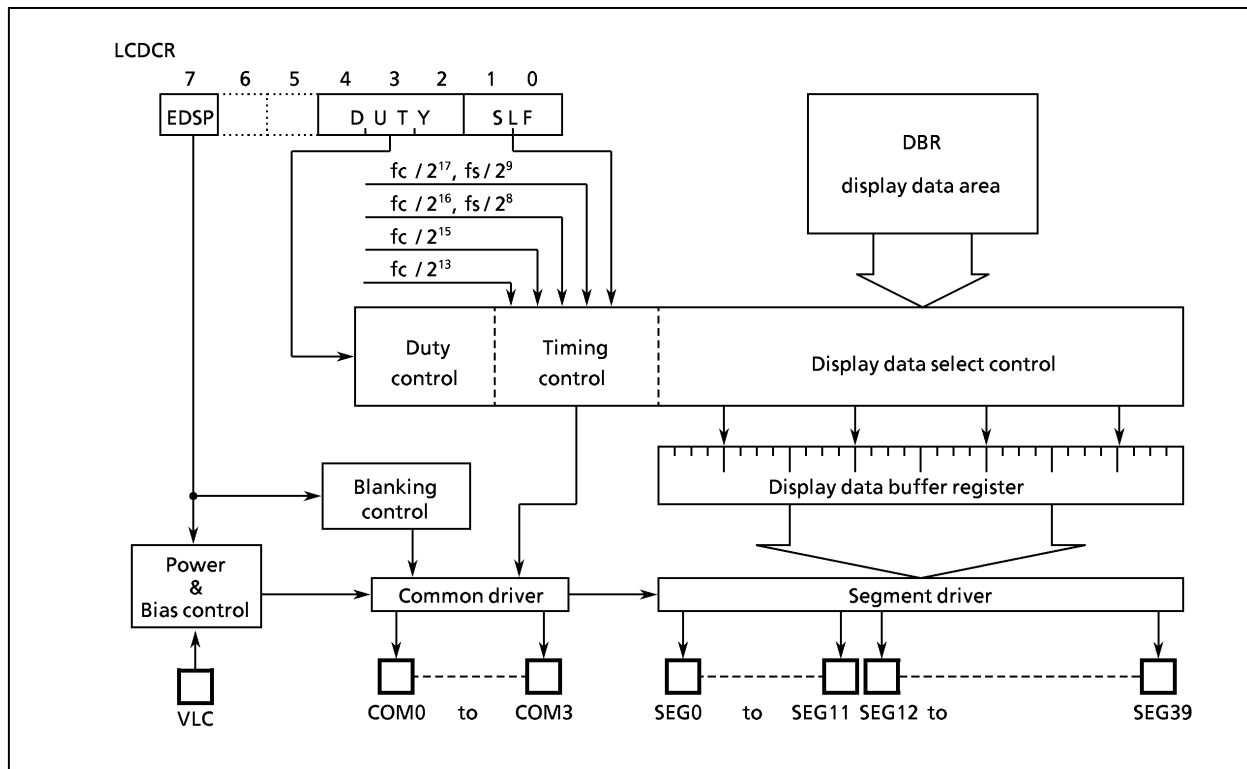 LCDCR
7 6 5 4 3 2 1 0
EDSP DUTY SLF
fc / 2¹⁷, fs / 2⁹
fc / 2¹⁶, fs / 2⁸
fc / 2¹⁵
fc / 2¹³
DBR
display data area
Duty
control
Timing
control
Display data select control
Display data buffer register
Blanking
control
Power
&
Bias control
Common driver
Segment driver
VLC
COM0 to COM3
SEG0 to SEG11 SEG12 to SEG39